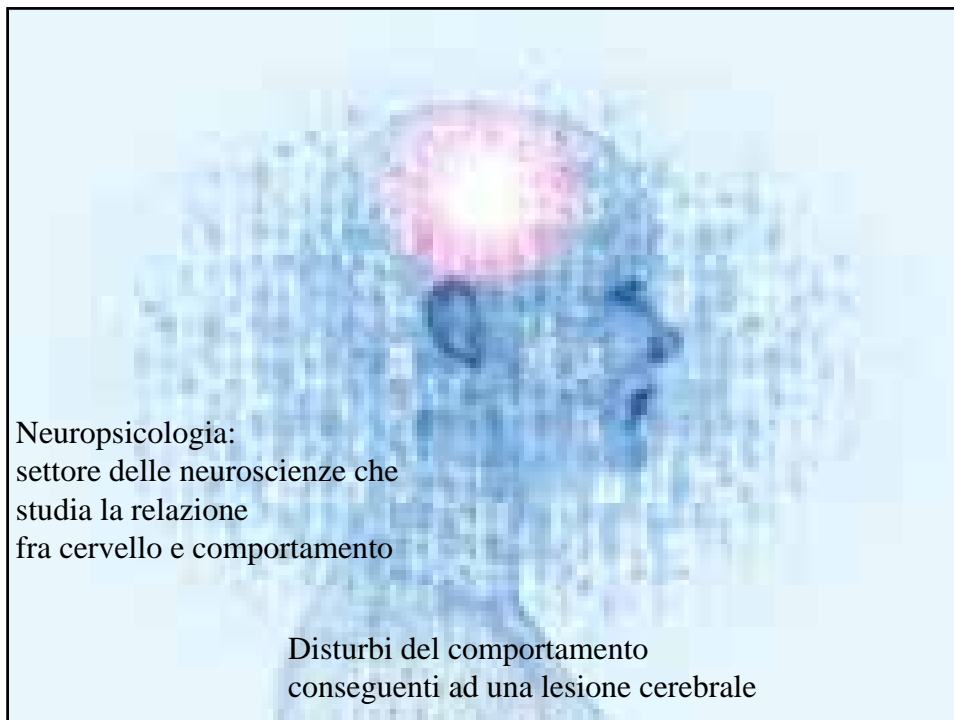 Neuropsicologia:
settore delle neuroscienze che
studia la relazione
fra cervello e comportamento
Disturbi del comportamento
conseguenti ad una lesione cerebrale